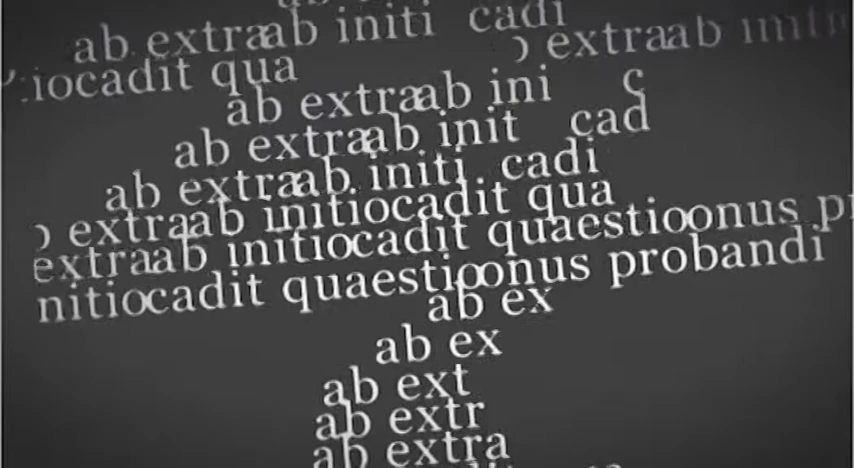 ab extraab initi cadi
extraab
iocadit qua
ab extraab ini c
ab extraab init cad
ab extraab initi cadi
extraab initiocadit qua
extraab initiocadit quaestioonus
nitiocadit quaestioonus probandi
ab ex
ab ex
ab ext
ab extr
ab extra